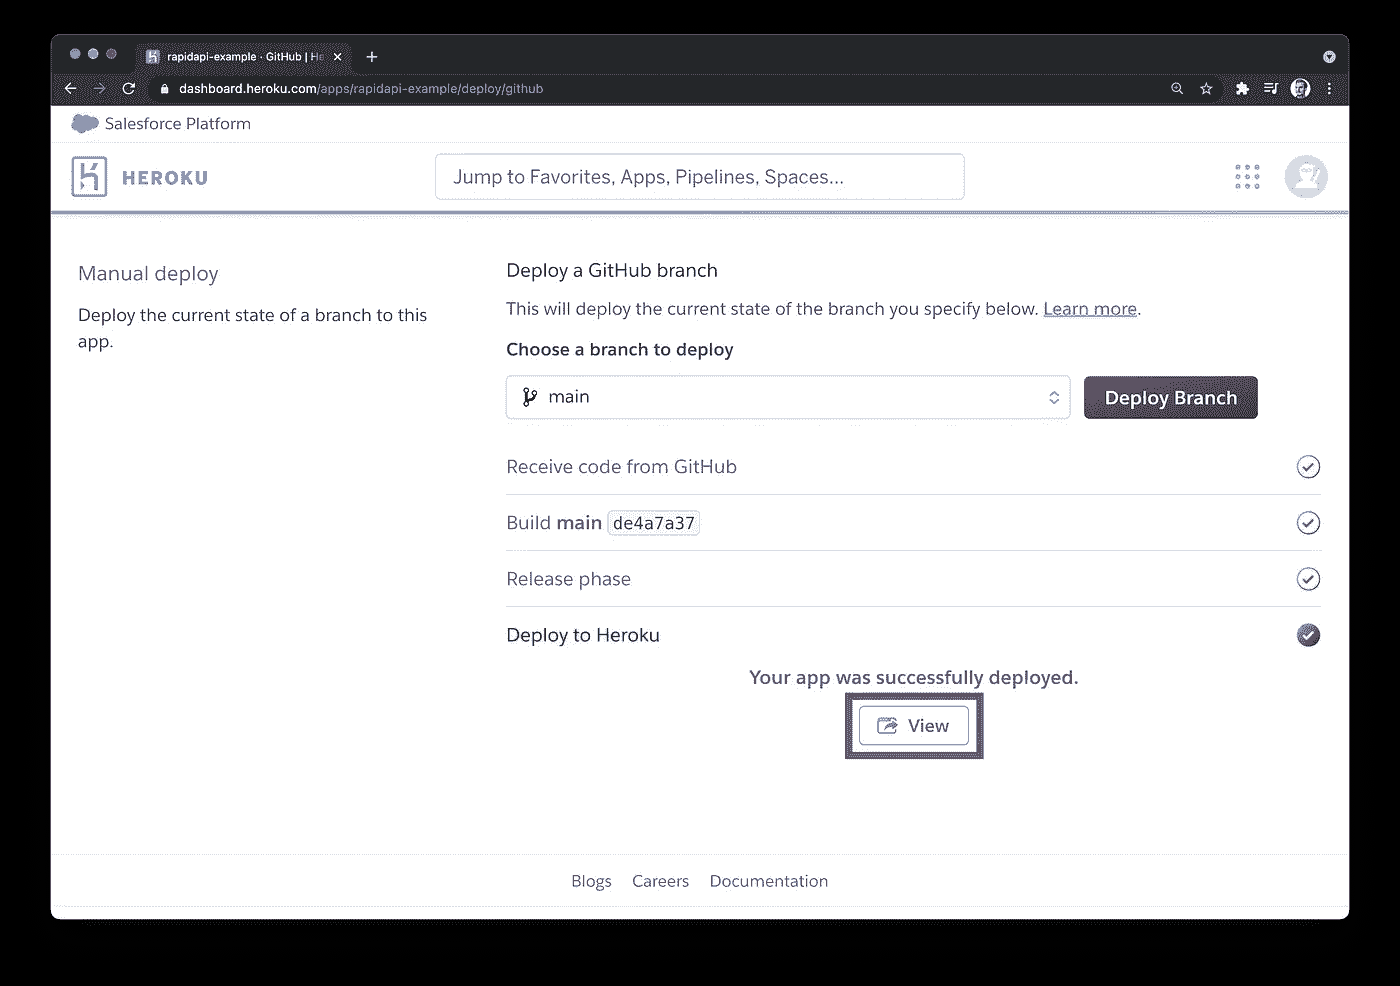 rapidapi-example · GitHub | He
dashboard.heroku.com/apps/rapidapi-example/deploy/github
Salesforce Platform
HEROKU
Jump to Favorites, Apps, Pipelines, Spaces...
Manual deploy
Deploy the current state of a branch to this
app.
Deploy a GitHub branch
This will deploy the current state of the branch you specify below. Learn more.
Choose a branch to deploy
main
Deploy Branch
Receive code from GitHub
Build main de4a7a37
Release phase
Deploy to Heroku
Your app was successfully deployed.
View
Blogs Careers Documentation